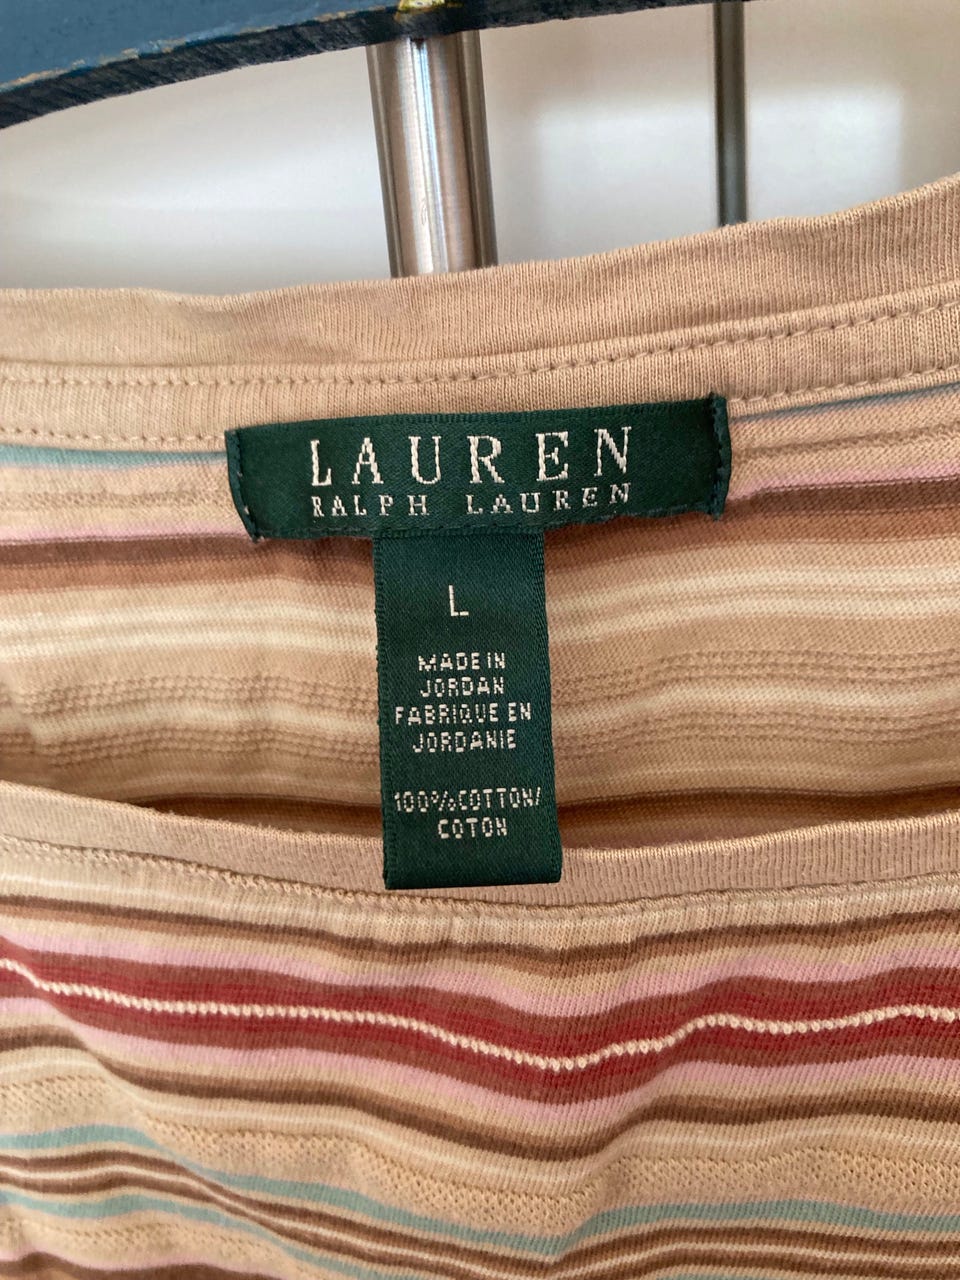 LAUREN
RALPH LAUREN
L
MADE IN
JORDAN
FABRIQUE EN
JORDANIE
100%COTTON/
COTON